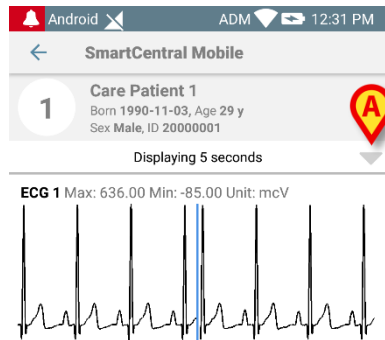 Android ADM 12:31 PM
SmartCentral Mobile
1
Care Patient 1
Born 1990-11-03, Age 29 y
Sex Male, ID 20000001
A
Displaying 5 seconds
ECG 1 Max: 636.00 Min: -85.00 Unit: mcV